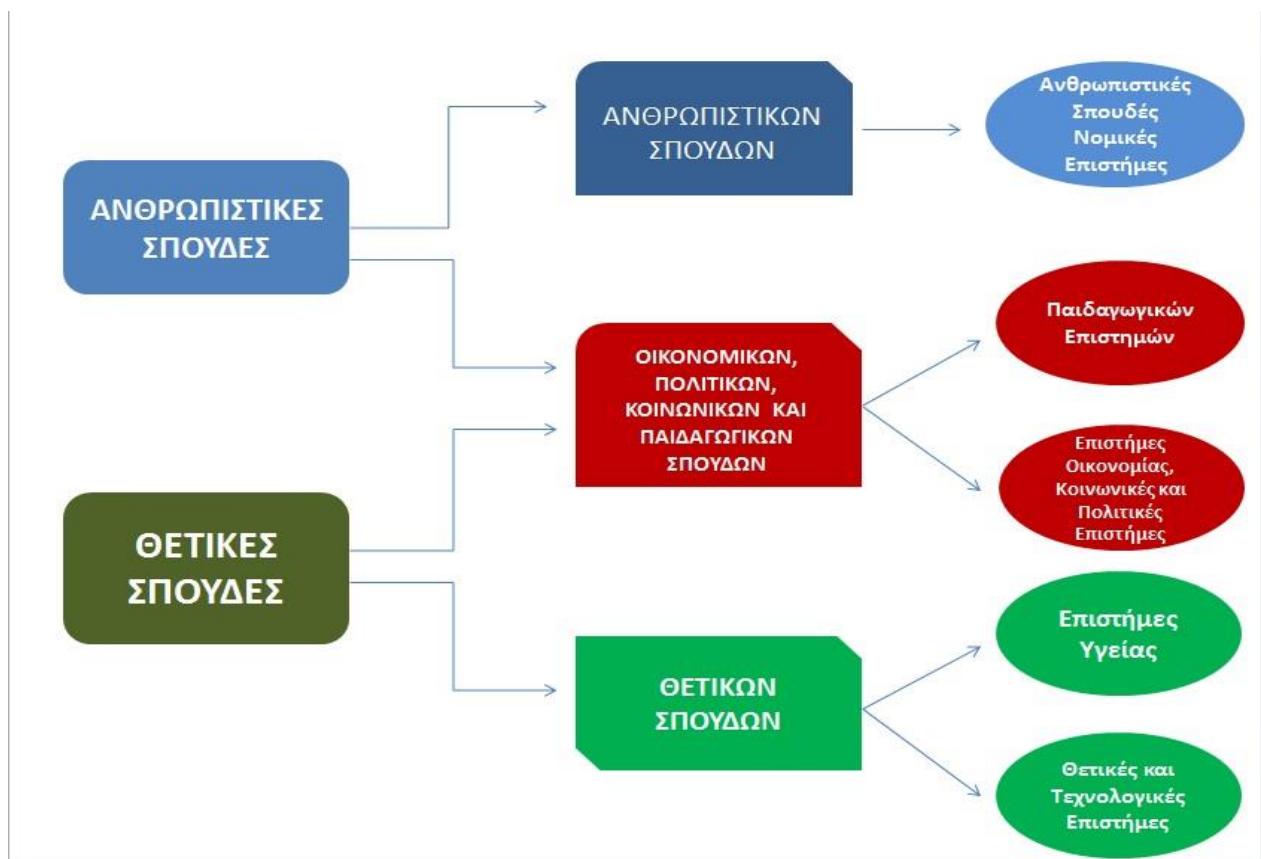 ΑΝΘΡΩΠΙΣΤΙΚΕΣ
ΣΠΟΥΔΕΣ
ΘΕΤΙΚΕΣ
ΣΠΟΥΔΕΣ
ΑΝΘΡΩΠΙΣΤΙΚΩΝ
ΣΠΟΥΔΩΝ
ΟΙΚΟΝΟΜΙΚΩΝ,
ΠΟΛΙΤΙΚΩΝ,
ΚΟΙΝΩΝΙΚΩΝ ΚΑΙ
ΠΑΙΔΑΓΩΓΙΚΩΝ
ΣΠΟΥΔΩΝ
ΘΕΤΙΚΩΝ
ΣΠΟΥΔΩΝ
Ανθρωπιστικές
Σπουδές
Νομικές
Επιστήμες
Παιδαγωγικών
Επιστημών
Επιστήμες
Οικονομίας,
Κοινωνικές και
Πολιτικές
Επιστήμες
Επιστήμες
Υγείας
Θετικές και
Τεχνολογικές
Επιστήμες